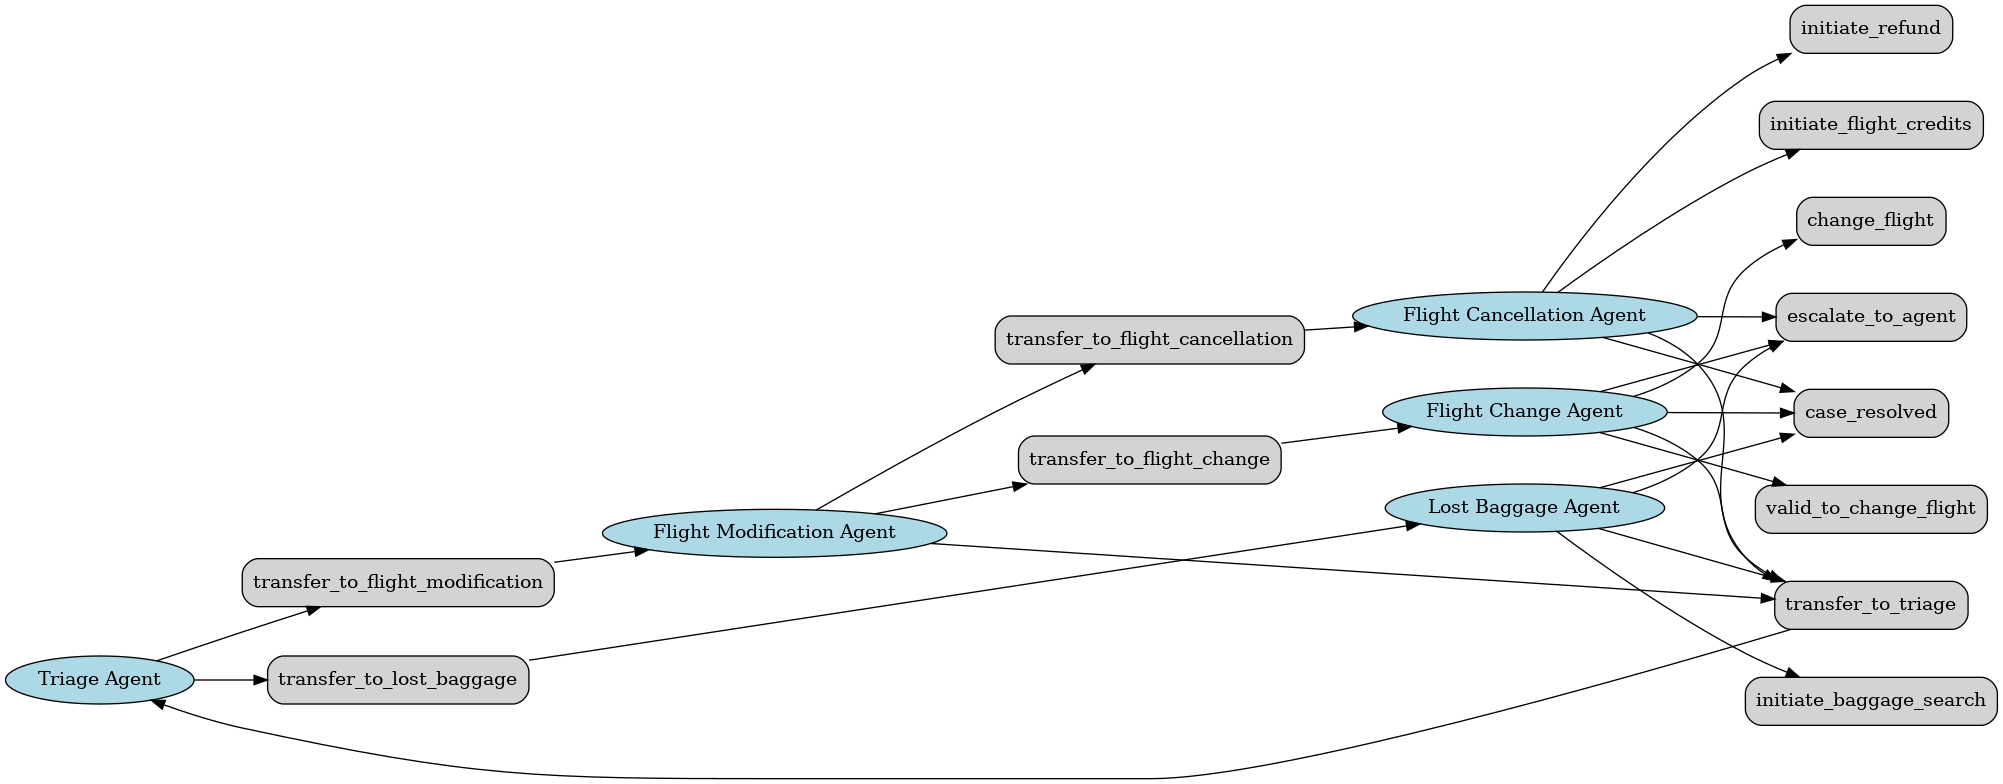 initiate_refund
initiate_flight_credits
change_flight
Flight Cancellation Agent
escalate_to_agent
transfer_to_flight_cancellation
Flight Change Agent
case_resolved
transfer_to_flight_change
Lost Baggage Agent
valid_to_change_flight
Flight Modification Agent
transfer_to_flight_modification
transfer_to_triage
Triage Agent
transfer_to_lost_baggage
initiate_baggage_search